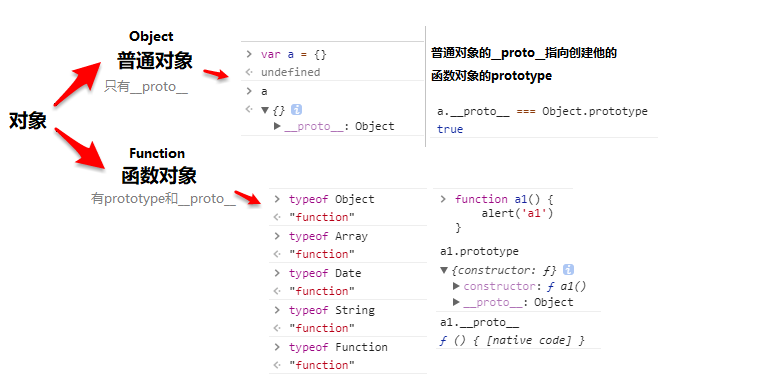 对象
Object
普通对象
只有__proto__
> var a = {}
undefined
> a
{}
__proto__: Object
普通对象的__proto__指向创建他的
函数对象的prototype
a.__proto__ === Object.prototype
true
Function
函数对象
有prototype和__proto__
> typeof Object
"function"
> typeof Array
"function"
> typeof Date
"function"
> typeof String
"function"
> typeof Function
"function"
> function a1() {
alert('a1')
}
a1.prototype
{constructor: ƒ}
constructor: ƒ a1()
__proto__: Object
a1.__proto__
ƒ () { [native code] }